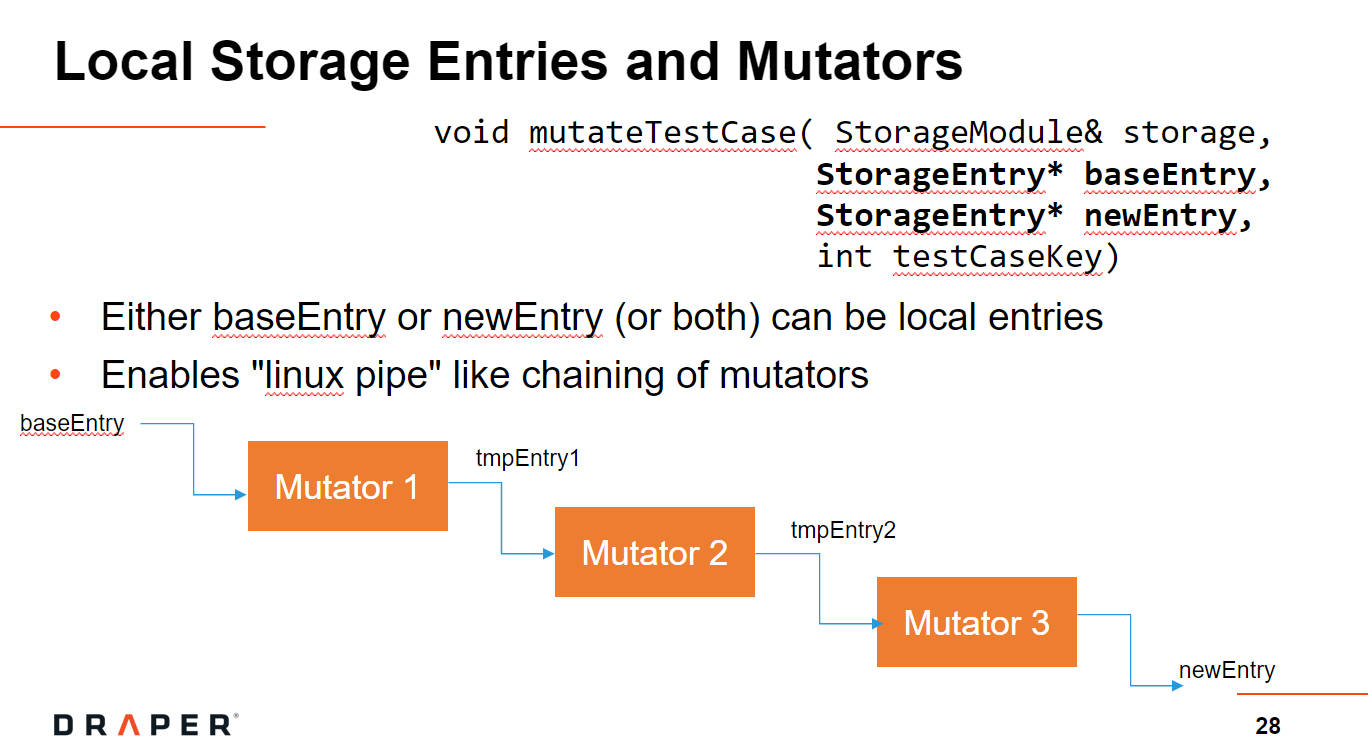 Local Storage Entries and Mutators
void mutateTestCase( StorageModule& storage,
StorageEntry* baseEntry,
StorageEntry* newEntry,
int testCaseKey)
• Either baseEntry or newEntry (or both) can be local entries
• Enables "linux pipe" like chaining of mutators
baseEntry
Mutator 1
tmpEntry1
Mutator 2
tmpEntry2
Mutator 3
newEntry
DRAPER®
28